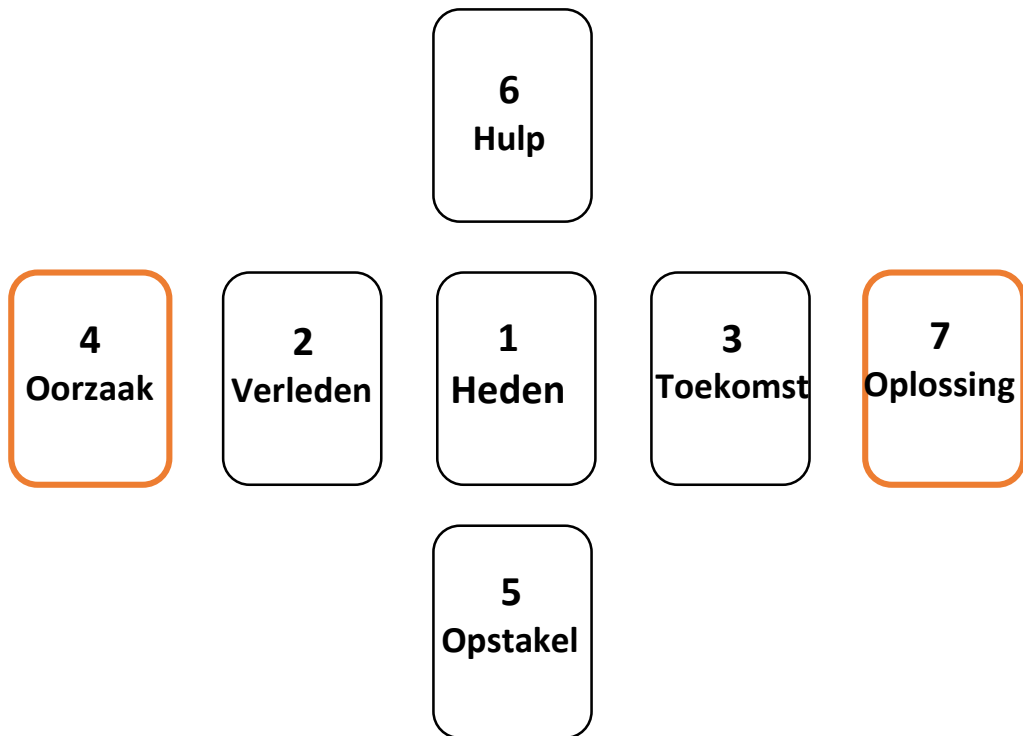 6
Hulp
4
Oorzaak
2
Verleden
1
Heden
3
Toekomst
7
Oplossing
5
Opstakel